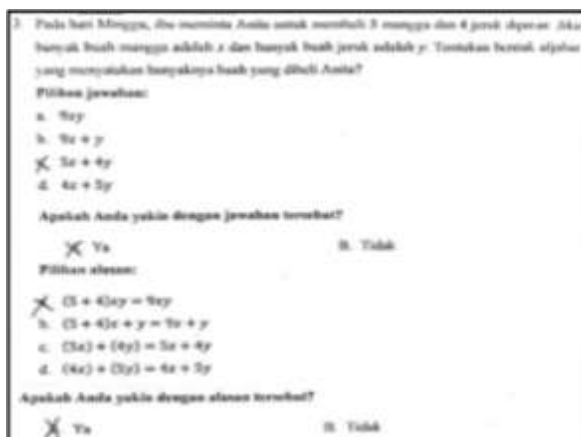 3 Pada hari Minggu, ibu meminta Anita untuk membeli 5 mangga dan 4 jeruk dipasar. Jika
banyak buah mangga adalah x dan banyak buah jeruk adalah y. Tentukan bentuk aljabar
yang menyatakan banyaknya buah yang dibeli Anita?
Pilihan jawaban:
a. 9xy
b. 9x + y
5x + 4y
d. 4x + 5y
Apakah Anda yakin dengan jawaban tersebut?
Ya B. Tidak
Pilihan alasan:
(5 + 4)xy = 9xy
b. (5 + 4)x + y = 9x + y
c. (5x) + (4y) = 5x + 4y
d. (4x) + (5y) = 4x + 5y
Apakah Anda yakin dengan alasan tersebut?
Ya B. Tidak